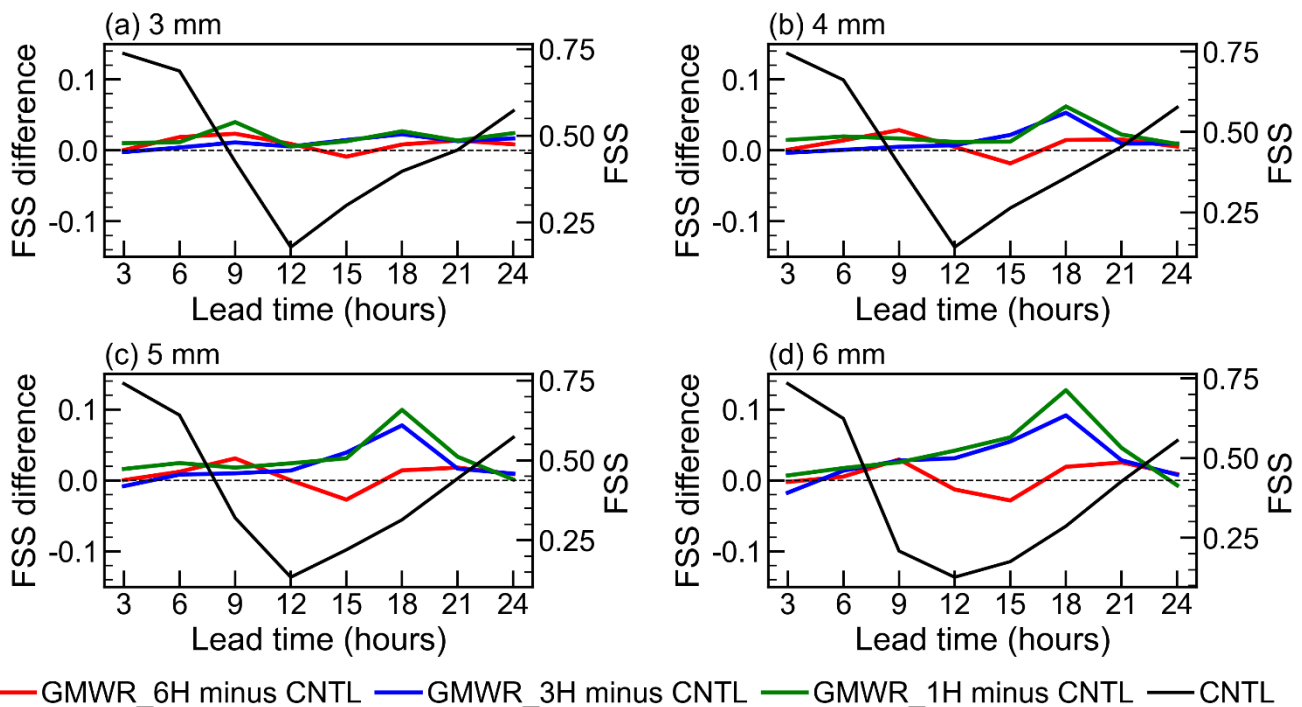 (a) 3 mm
0.1
0.0
-0.1
FSS difference
0.75
0.50
0.25
FSS
3 6 9 12 15 18 21 24
Lead time (hours)
(b) 4 mm
0.1
0.0
-0.1
FSS difference
0.75
0.50
0.25
FSS
3 6 9 12 15 18 21 24
Lead time (hours)
(c) 5 mm
0.1
0.0
-0.1
FSS difference
0.75
0.50
0.25
FSS
3 6 9 12 15 18 21 24
Lead time (hours)
(d) 6 mm
0.1
0.0
-0.1
FSS difference
0.75
0.50
0.25
FSS
3 6 9 12 15 18 21 24
Lead time (hours)
GMWR_6H minus CNTL GMWR_3H minus CNTL GMWR_1H minus CNTL CNTL